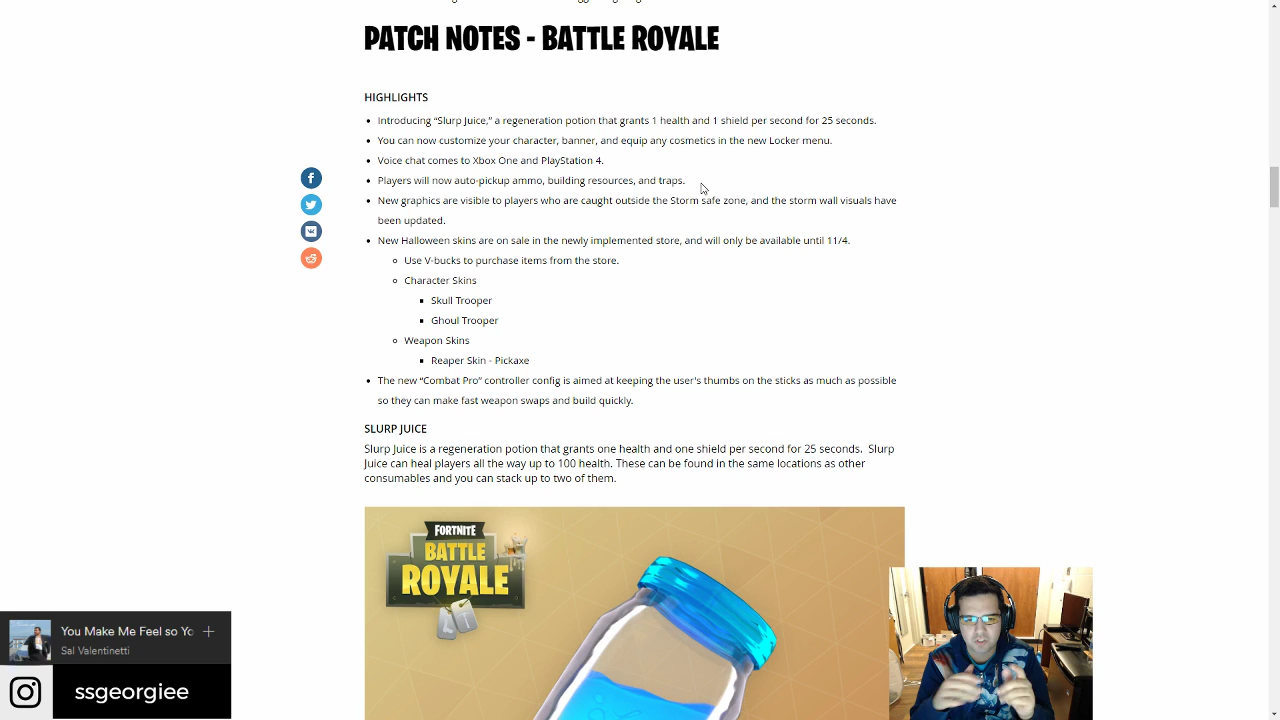 PATCH NOTES - BATTLE ROYALE
HIGHLIGHTS
Introducing “Slurp Juice,” a regeneration potion that grants 1 health and 1 shield per second for 25 seconds.
You can now customize your character, banner, and equip any cosmetics in the new Locker menu.
Voice chat comes to Xbox One and PlayStation 4.
Players will now auto-pickup ammo, building resources, and traps.
New graphics are visible to players who are caught outside the Storm safe zone, and the storm wall visuals have
been updated.
New Halloween skins are on sale in the newly implemented store, and will only be available until 11/4.
Use V-bucks to purchase items from the store.
Character Skins
Skull Trooper
Ghoul Trooper
Weapon Skins
Reaper Skin - Pickaxe
The new “Combat Pro” controller config is aimed at keeping the user's thumbs on the sticks as much as possible
so they can make fast weapon swaps and build quickly.
SLURP JUICE
Slurp Juice is a regeneration potion that grants one health and one shield per second for 25 seconds.  Slurp
Juice can heal players all the way up to 100 health. These can be found in the same locations as other
consumables and you can stack up to two of them.
FORTNITE
BATTLE
ROYALE
You Make Me Feel so Yo
Sal Valentinetti
ssgeorgiee